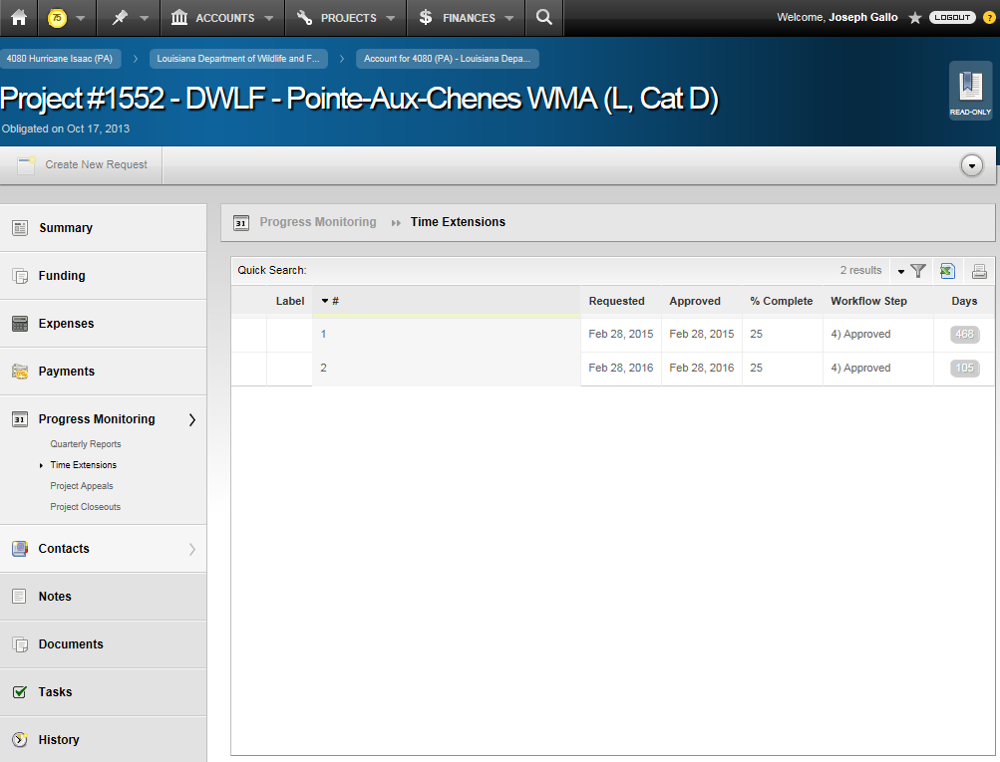 75 ACCOUNTS PROJECTS $ FINANCES Welcome, Joseph Gallo LOGOUT ?
4080 Hurricane Isaac (PA) Louisiana Department of Wildlife and F... Account for 4080 (PA) - Louisiana Depa...
Project #1552 - DWLF - Pointe-Aux-Chenes WMA (L, Cat D)
READ-ONLY
Obligated on Oct 17, 2013
Create New Request
Summary
Funding
Expenses
Payments
31 Progress Monitoring
Quarterly Reports
Time Extensions
Project Appeals
Project Closeouts
Contacts
Notes
Documents
Tasks
History
31 Progress Monitoring Time Extensions
Quick Search: 2 results
Label # Requested Approved % Complete Workflow Step Days
1 Feb 28, 2015 Feb 28, 2015 25 4) Approved 468
2 Feb 28, 2016 Feb 28, 2016 25 4) Approved 105